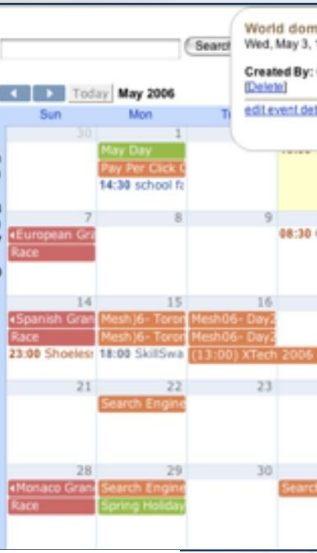 World dom
Wed, May 3,
Created By:
[Delete]
edit event det
Search
Today May 2006
Sun Mon
30 1
May Day
Pay Per Click
14:30 school fa
7 8 9
European Gra
08:30
Race
14 15 16
Spanish Gran Mesh)6- Toron Mesh06- Day2
Race Mesh)6- Toron Mesh06- Day2
23:00 Shoeless 18:00 SkillSwa (13:00) XTech 2006
21 22 23
Search Engine
28 29 30
Monaco Gran Search Engine Search
Race Spring Holiday